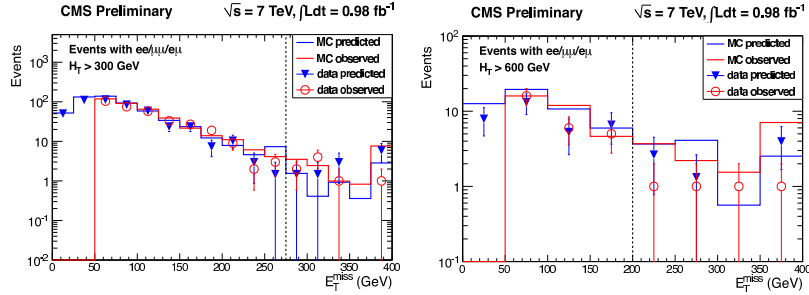 CMS Preliminary √s = 7 TeV, ∫Ldt = 0.98 fb⁻¹
Events
Events with ee/μμ/eμ
H_T > 300 GeV
MC predicted
MC observed
data predicted
data observed
10³
10²
10
1
10⁻¹
10⁻²
0 50 100 150 200 250 300 350 400
E_T^miss (GeV)
CMS Preliminary √s = 7 TeV, ∫Ldt = 0.98 fb⁻¹
Events
Events with ee/μμ/eμ
H_T > 600 GeV
MC predicted
MC observed
data predicted
data observed
10²
10
1
10⁻¹
0 50 100 150 200 250 300 350 400
E_T^miss (GeV)